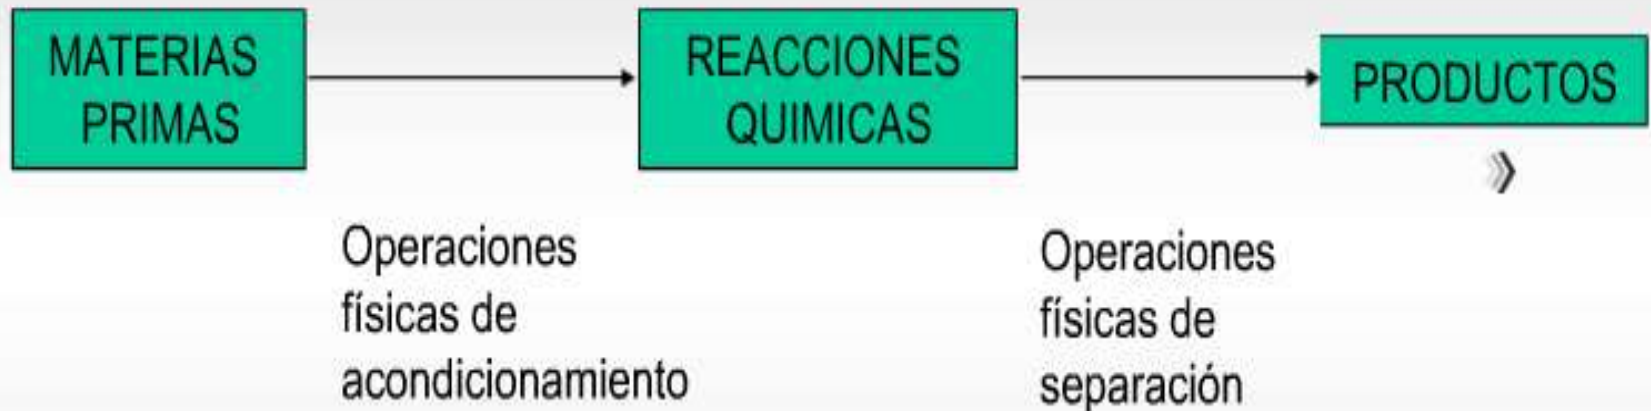 MATERIAS
PRIMAS
REACCIONES
QUIMICAS
PRODUCTOS
Operaciones
físicas de
acondicionamiento
Operaciones
físicas de
separación